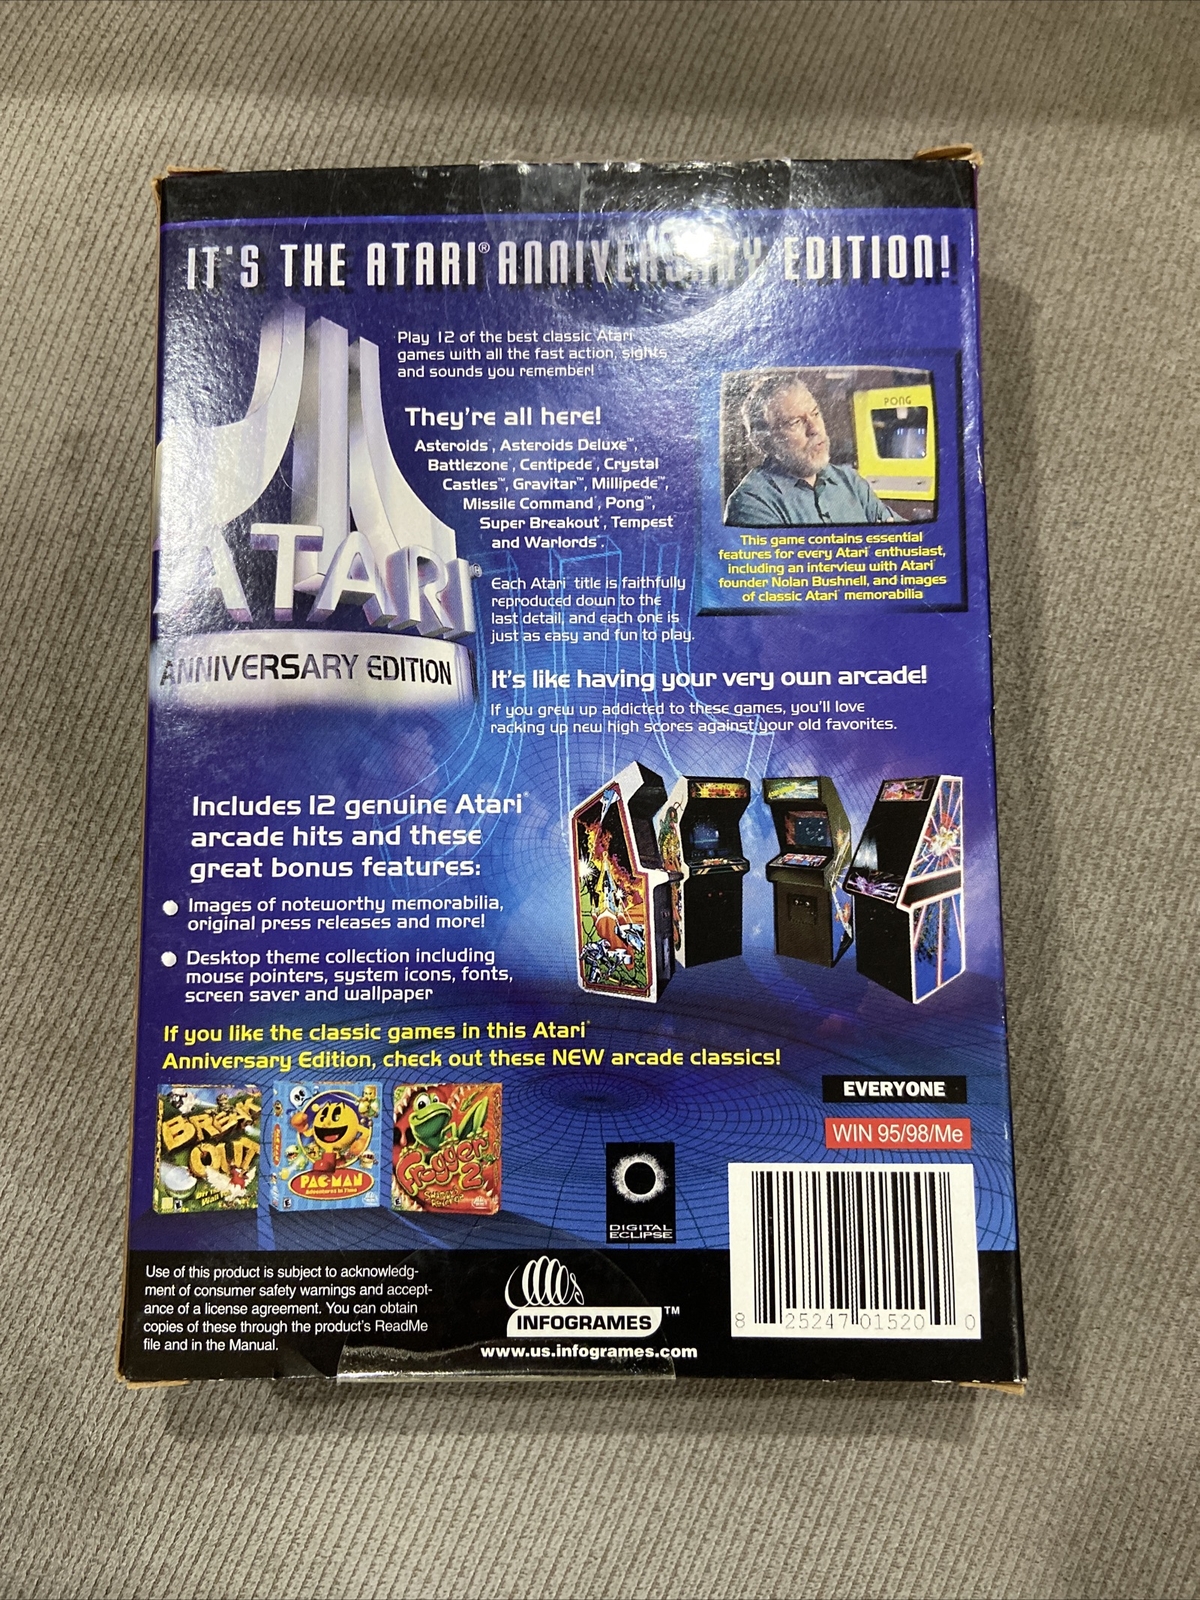 IT'S THE ATARI® ANNIVERSARY EDITION!
Play 12 of the best classic Atari
games with all the fast action, sights
and sounds you remember!
They're all here!
Asteroids®, Asteroids Deluxe™,
Battlezone®, Centipede®, Crystal
Castles™, Gravitar™, Millipede™,
Missile Command®, Pong™,
Super Breakout®, Tempest®
and Warlords®.
PONG
This game contains essential
features for every Atari® enthusiast,
including an interview with Atari®
founder Nolan Bushnell, and images
of classic Atari® memorabilia
ATARI®
ANNIVERSARY EDITION
Each Atari® title is faithfully
reproduced down to the
last detail, and each one is
just as easy and fun to play.
It's like having your very own arcade!
If you grew up addicted to these games, you'll love
racking up new high scores against your old favorites.
Includes 12 genuine Atari®
arcade hits and these
great bonus features:
Images of noteworthy memorabilia,
original press releases and more!
Desktop theme collection including
mouse pointers, system icons, fonts,
screen saver and wallpaper
If you like the classic games in this Atari®
Anniversary Edition, check out these NEW arcade classics!
BREAK
OUT
PAC-MAN
Adventures in Time
Frogger
2
EVERYONE
WIN 95/98/Me
DIGITAL
ECLIPSE
Use of this product is subject to acknowledg-
ment of consumer safety warnings and accept-
ance of a license agreement. You can obtain
copies of these through the product's ReadMe
file and in the Manual.
INFOGRAMES™
www.us.infogrames.com
8 25247 01520 0